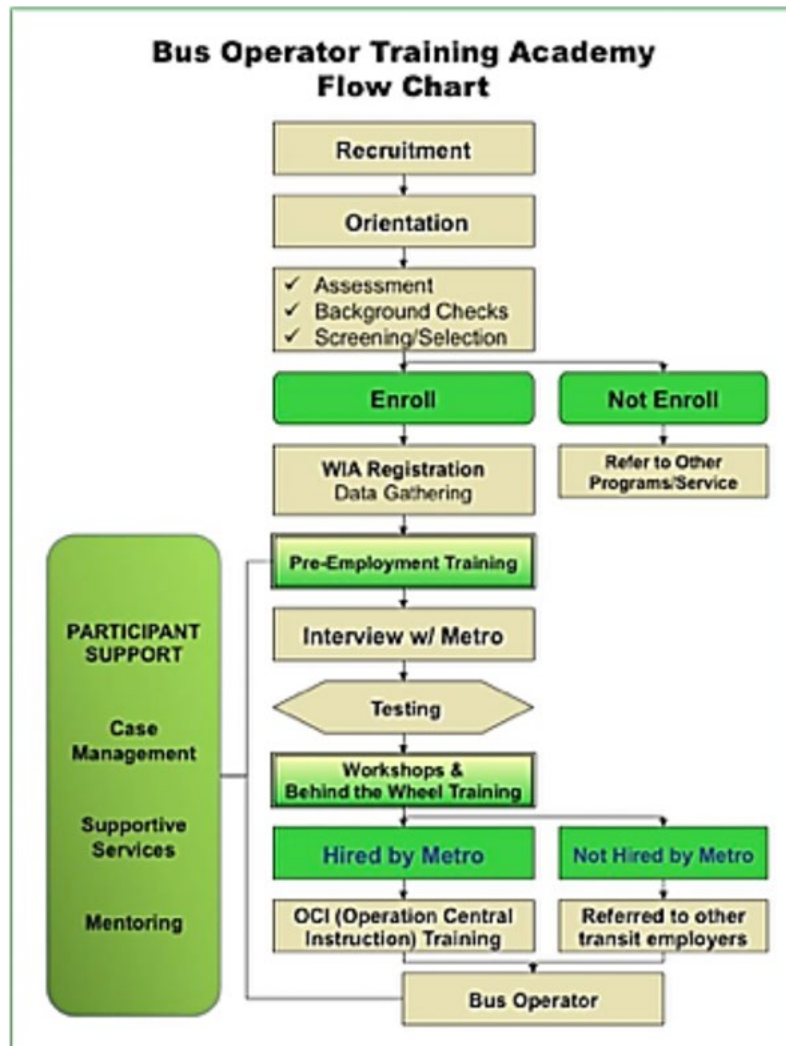 Bus Operator Training Academy
Flow Chart
Recruitment
Orientation
✓ Assessment
✓ Background Checks
✓ Screening/Selection
Enroll
Not Enroll
WIA Registration
Data Gathering
Refer to Other
Programs/Service
Pre-Employment Training
Interview w/ Metro
Testing
Workshops &
Behind the Wheel Training
Hired by Metro
Not Hired by Metro
OCI (Operation Central
Instruction) Training
Referred to other
transit employers
Bus Operator
PARTICIPANT
SUPPORT
Case
Management
Supportive
Services
Mentoring